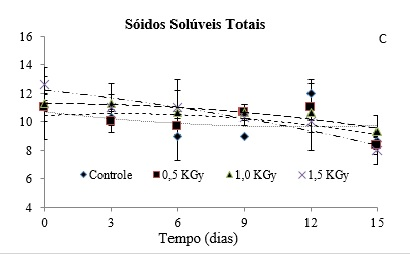 Sóidos Solúveis Totais
C
16
14
12
10
8
6
4
Controle 0,5 KGy 1,0 KGy 1,5 KGy
0 3 6 9 12 15
Tempo (dias)